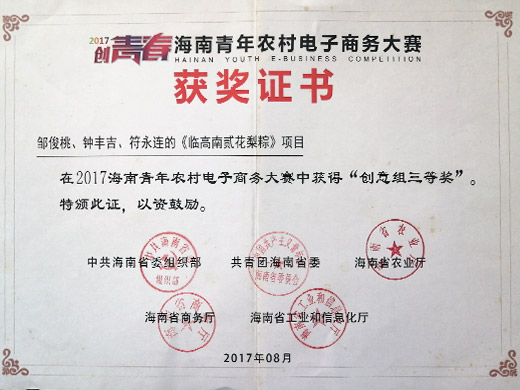 2017
创青春 海南青年农村电子商务大赛
HAINAN YOUTH E-BUSINESS COMPETITION
获奖证书
邹俊桃、钟丰吉、符永连的《临高南贰花梨粽》项目
在2017海南青年农村电子商务大赛中获得“创意组三等奖”。
特颁此证，以资鼓励。
中共海南省委组织部 共青团海南省委 海南省农业厅
海南省商务厅 海南省工业和信息化厅
2017年08月